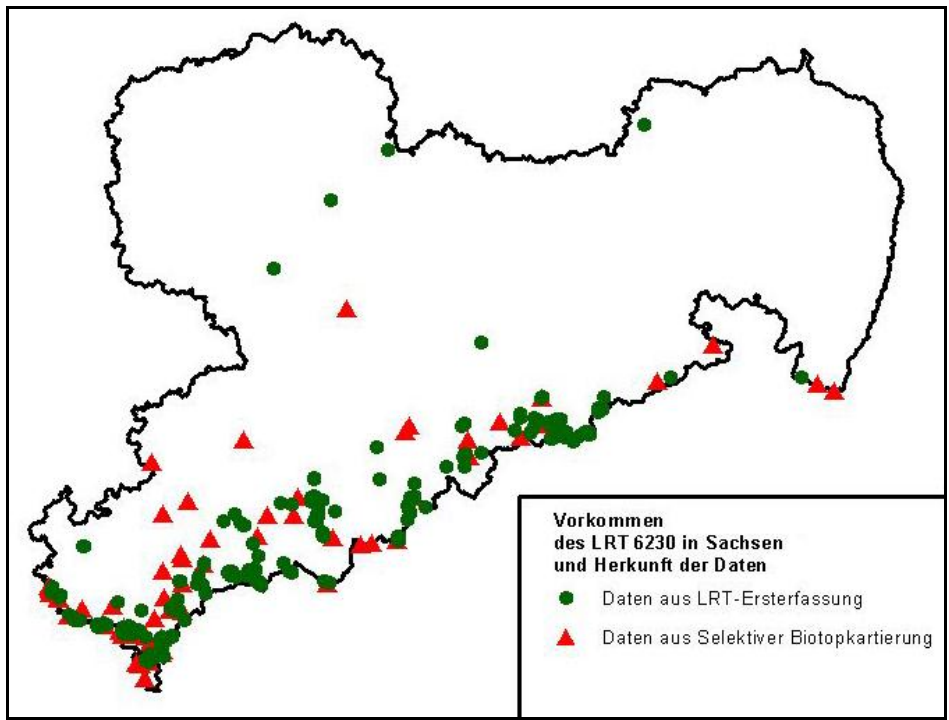 Vorkommen
des LRT 6230 in Sachsen
und Herkunft der Daten
Daten aus LRT-Ersterfassung
Daten aus Selektiver Biotopkartierung